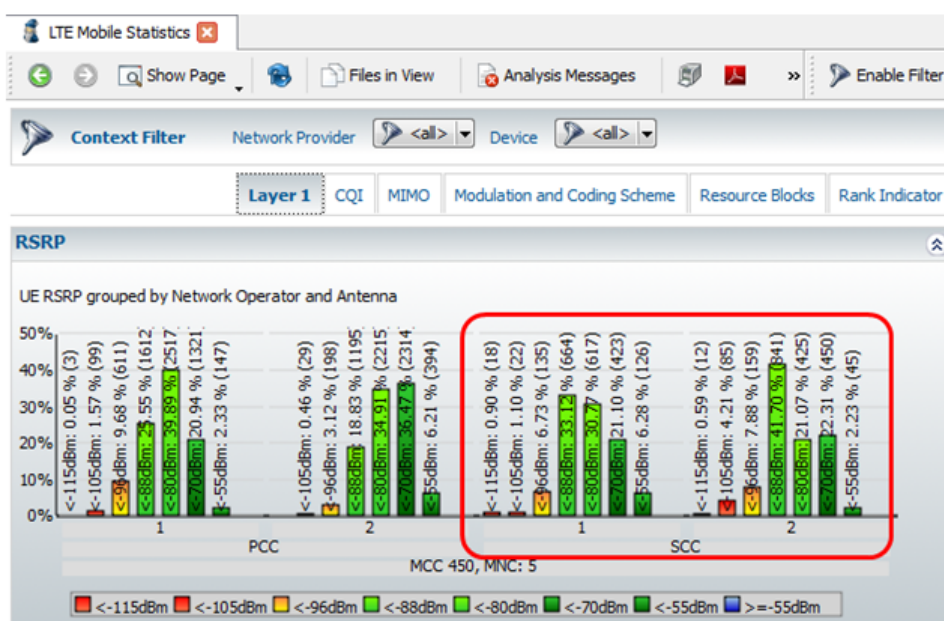 LTE Mobile Statistics
Show Page Files in View Analysis Messages » Enable Filter
Context Filter Network Provider <all> Device <all>
Layer 1 CQI MIMO Modulation and Coding Scheme Resource Blocks Rank Indicator
RSRP
UE RSRP grouped by Network Operator and Antenna
50%
40%
30%
20%
10%
0%
<-115dBm: 0.05 % (3)
<-105dBm: 1.57 % (99)
<-96dBm: 9.68 % (611)
<-88dBm: 25.55 % (1612
<-80dBm: 39.89 % (2517
<-70dBm: 20.94 % (1321
<-55dBm: 2.33 % (147)
<-105dBm: 0.46 % (29)
<-96dBm: 3.12 % (198)
<-88dBm: 18.83 % (1195
<-80dBm: 34.91 % (2215
<-70dBm: 36.47 % (2314
<-55dBm: 6.21 % (394)
<-115dBm: 0.90 % (18)
<-105dBm: 1.10 % (22)
<-96dBm: 6.73 % (135)
<-88dBm: 33.12 % (664)
<-80dBm: 30.77 % (617)
<-70dBm: 21.10 % (423)
<-55dBm: 6.28 % (126)
<-115dBm: 0.59 % (12)
<-105dBm: 4.21 % (85)
<-96dBm: 7.88 % (159)
<-88dBm: 41.70 % (841)
<-80dBm: 21.07 % (425)
<-70dBm: 22.31 % (450)
<-55dBm: 2.23 % (45)
1 2 1 2
PCC SCC
MCC 450, MNC: 5
<-115dBm <-105dBm <-96dBm <-88dBm <-80dBm <-70dBm <-55dBm >=-55dBm